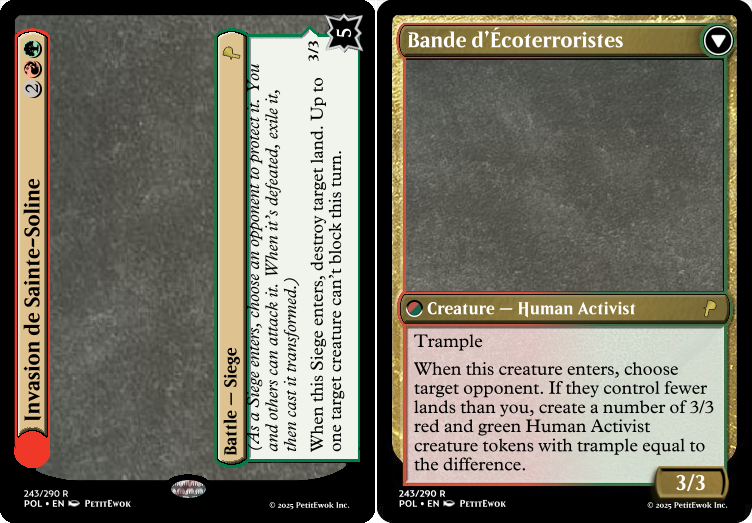 Invasion de Sainte-Soline
2
Battle — Siege
(As a Siege enters, choose an opponent to protect it. You
and others can attack it. When it's defeated, exile it,
then cast it transformed.)
When this Siege enters, destroy target land. Up to
one target creature can't block this turn.
3/3
5
243/290 R
POL • EN PETITEWOK
© 2025 PetitEwok Inc.
Bande d'Écoterroristes
Creature — Human Activist
Trample
When this creature enters, choose
target opponent. If they control fewer
lands than you, create a number of 3/3
red and green Human Activist
creature tokens with trample equal to
the difference.
3/3
243/290 R
POL • EN PETITEWOK
© 2025 PetitEwok Inc.